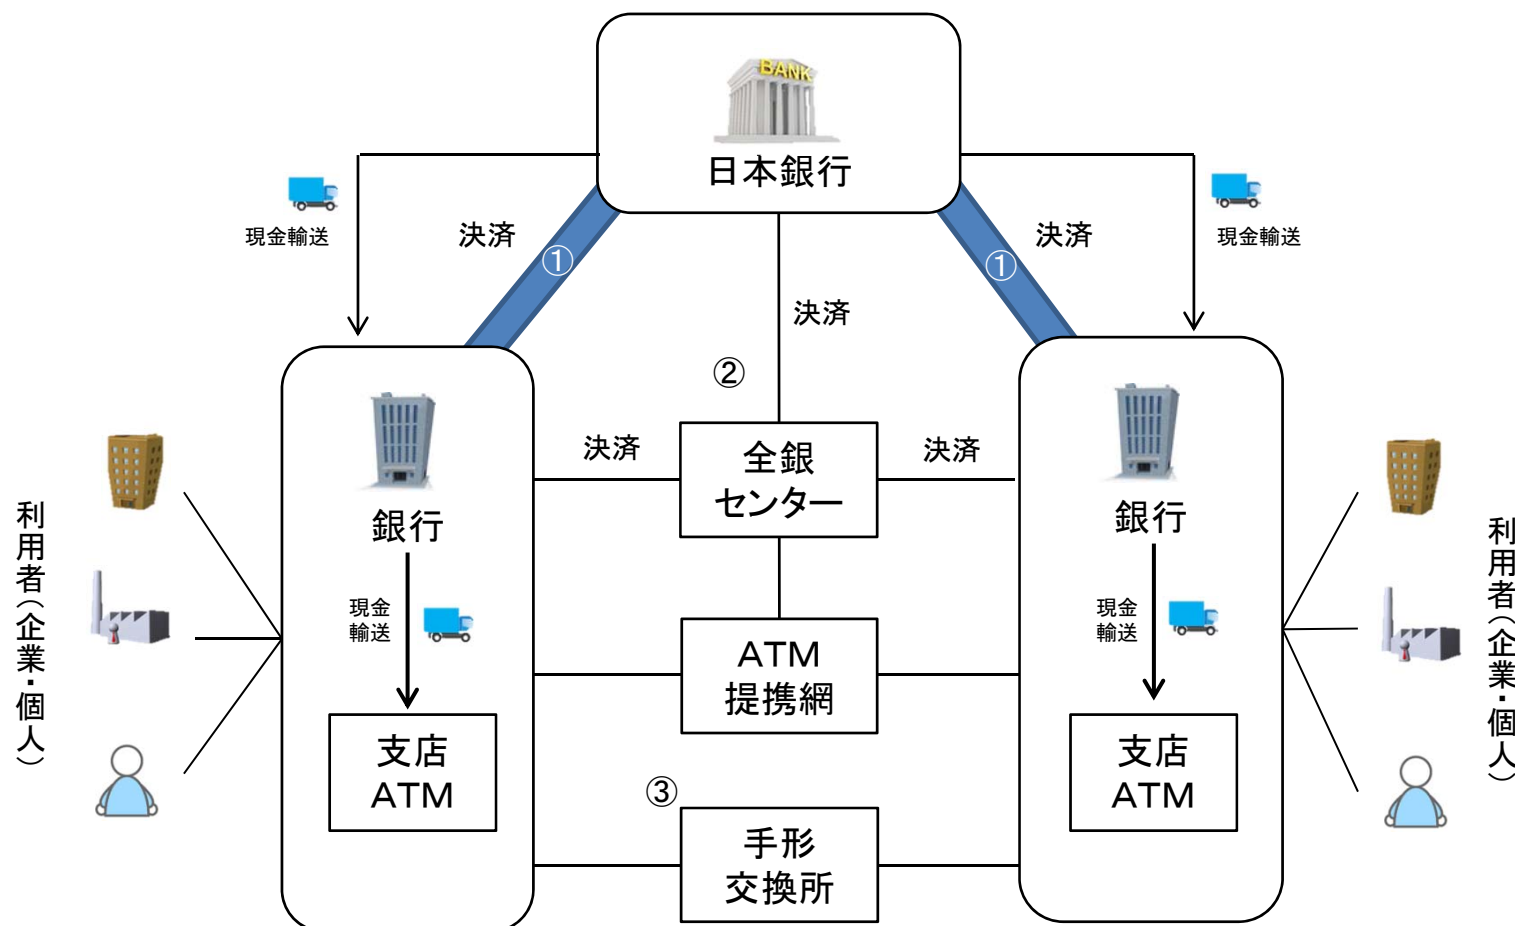 BANK
日本銀行
現金輸送
決済
①
決済
①
現金輸送
決済
②
銀行
決済
全銀
センター
決済
銀行
利用者(企業・個人)
現金
輸送
ATM
提携網
現金
輸送
利用者(企業・個人)
支店
ATM
支店
ATM
③
手形
交換所